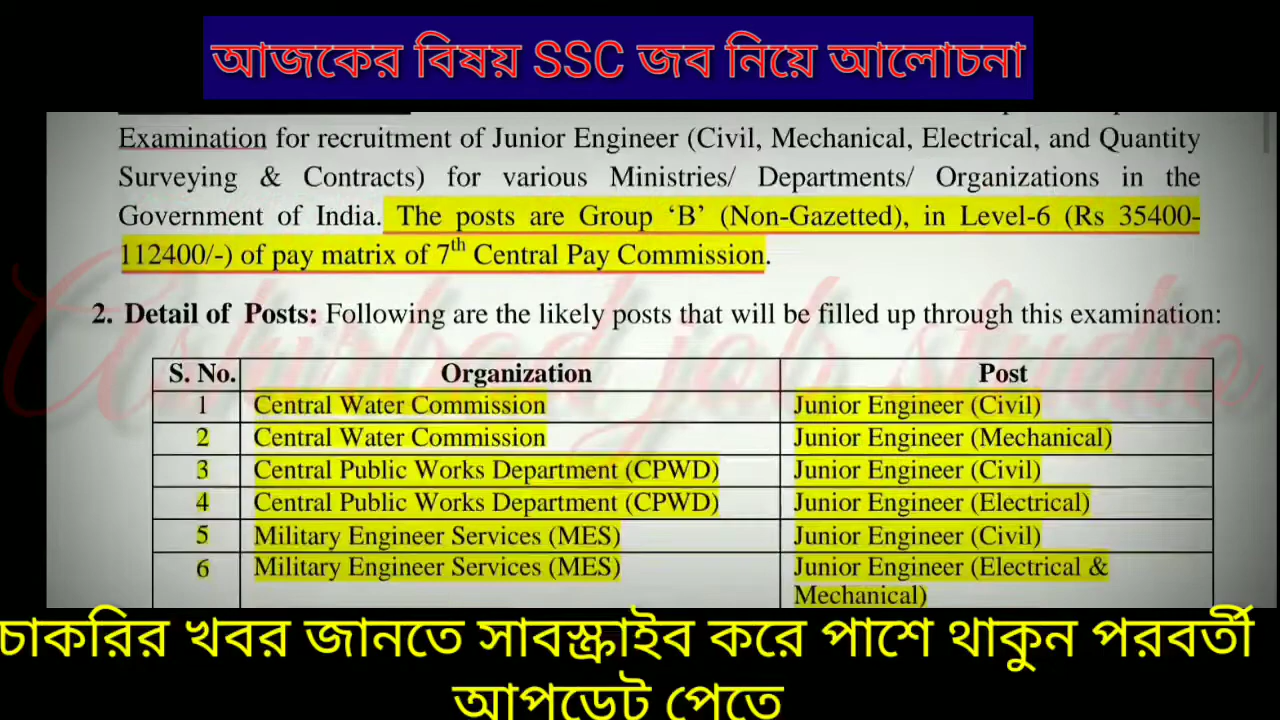 আজকের বিষয় SSC জব নিয়ে আলোচনা
Examination for recruitment of Junior Engineer (Civil, Mechanical, Electrical, and Quantity
Surveying & Contracts) for various Ministries/ Departments/ Organizations in the
Government of India. The posts are Group ‘B’ (Non-Gazetted), in Level-6 (Rs 35400-
112400/-) of pay matrix of 7th Central Pay Commission.
2. Detail of Posts: Following are the likely posts that will be filled up through this examination:
S. No. Organization Post
1 Central Water Commission Junior Engineer (Civil)
2 Central Water Commission Junior Engineer (Mechanical)
3 Central Public Works Department (CPWD) Junior Engineer (Civil)
4 Central Public Works Department (CPWD) Junior Engineer (Electrical)
5 Military Engineer Services (MES) Junior Engineer (Civil)
6 Military Engineer Services (MES) Junior Engineer (Electrical &
Mechanical)
job studio
চাকরির খবর জানতে সাবস্ক্রাইব করে পাশে থাকুন পরবর্তী
আপডেট পেতে